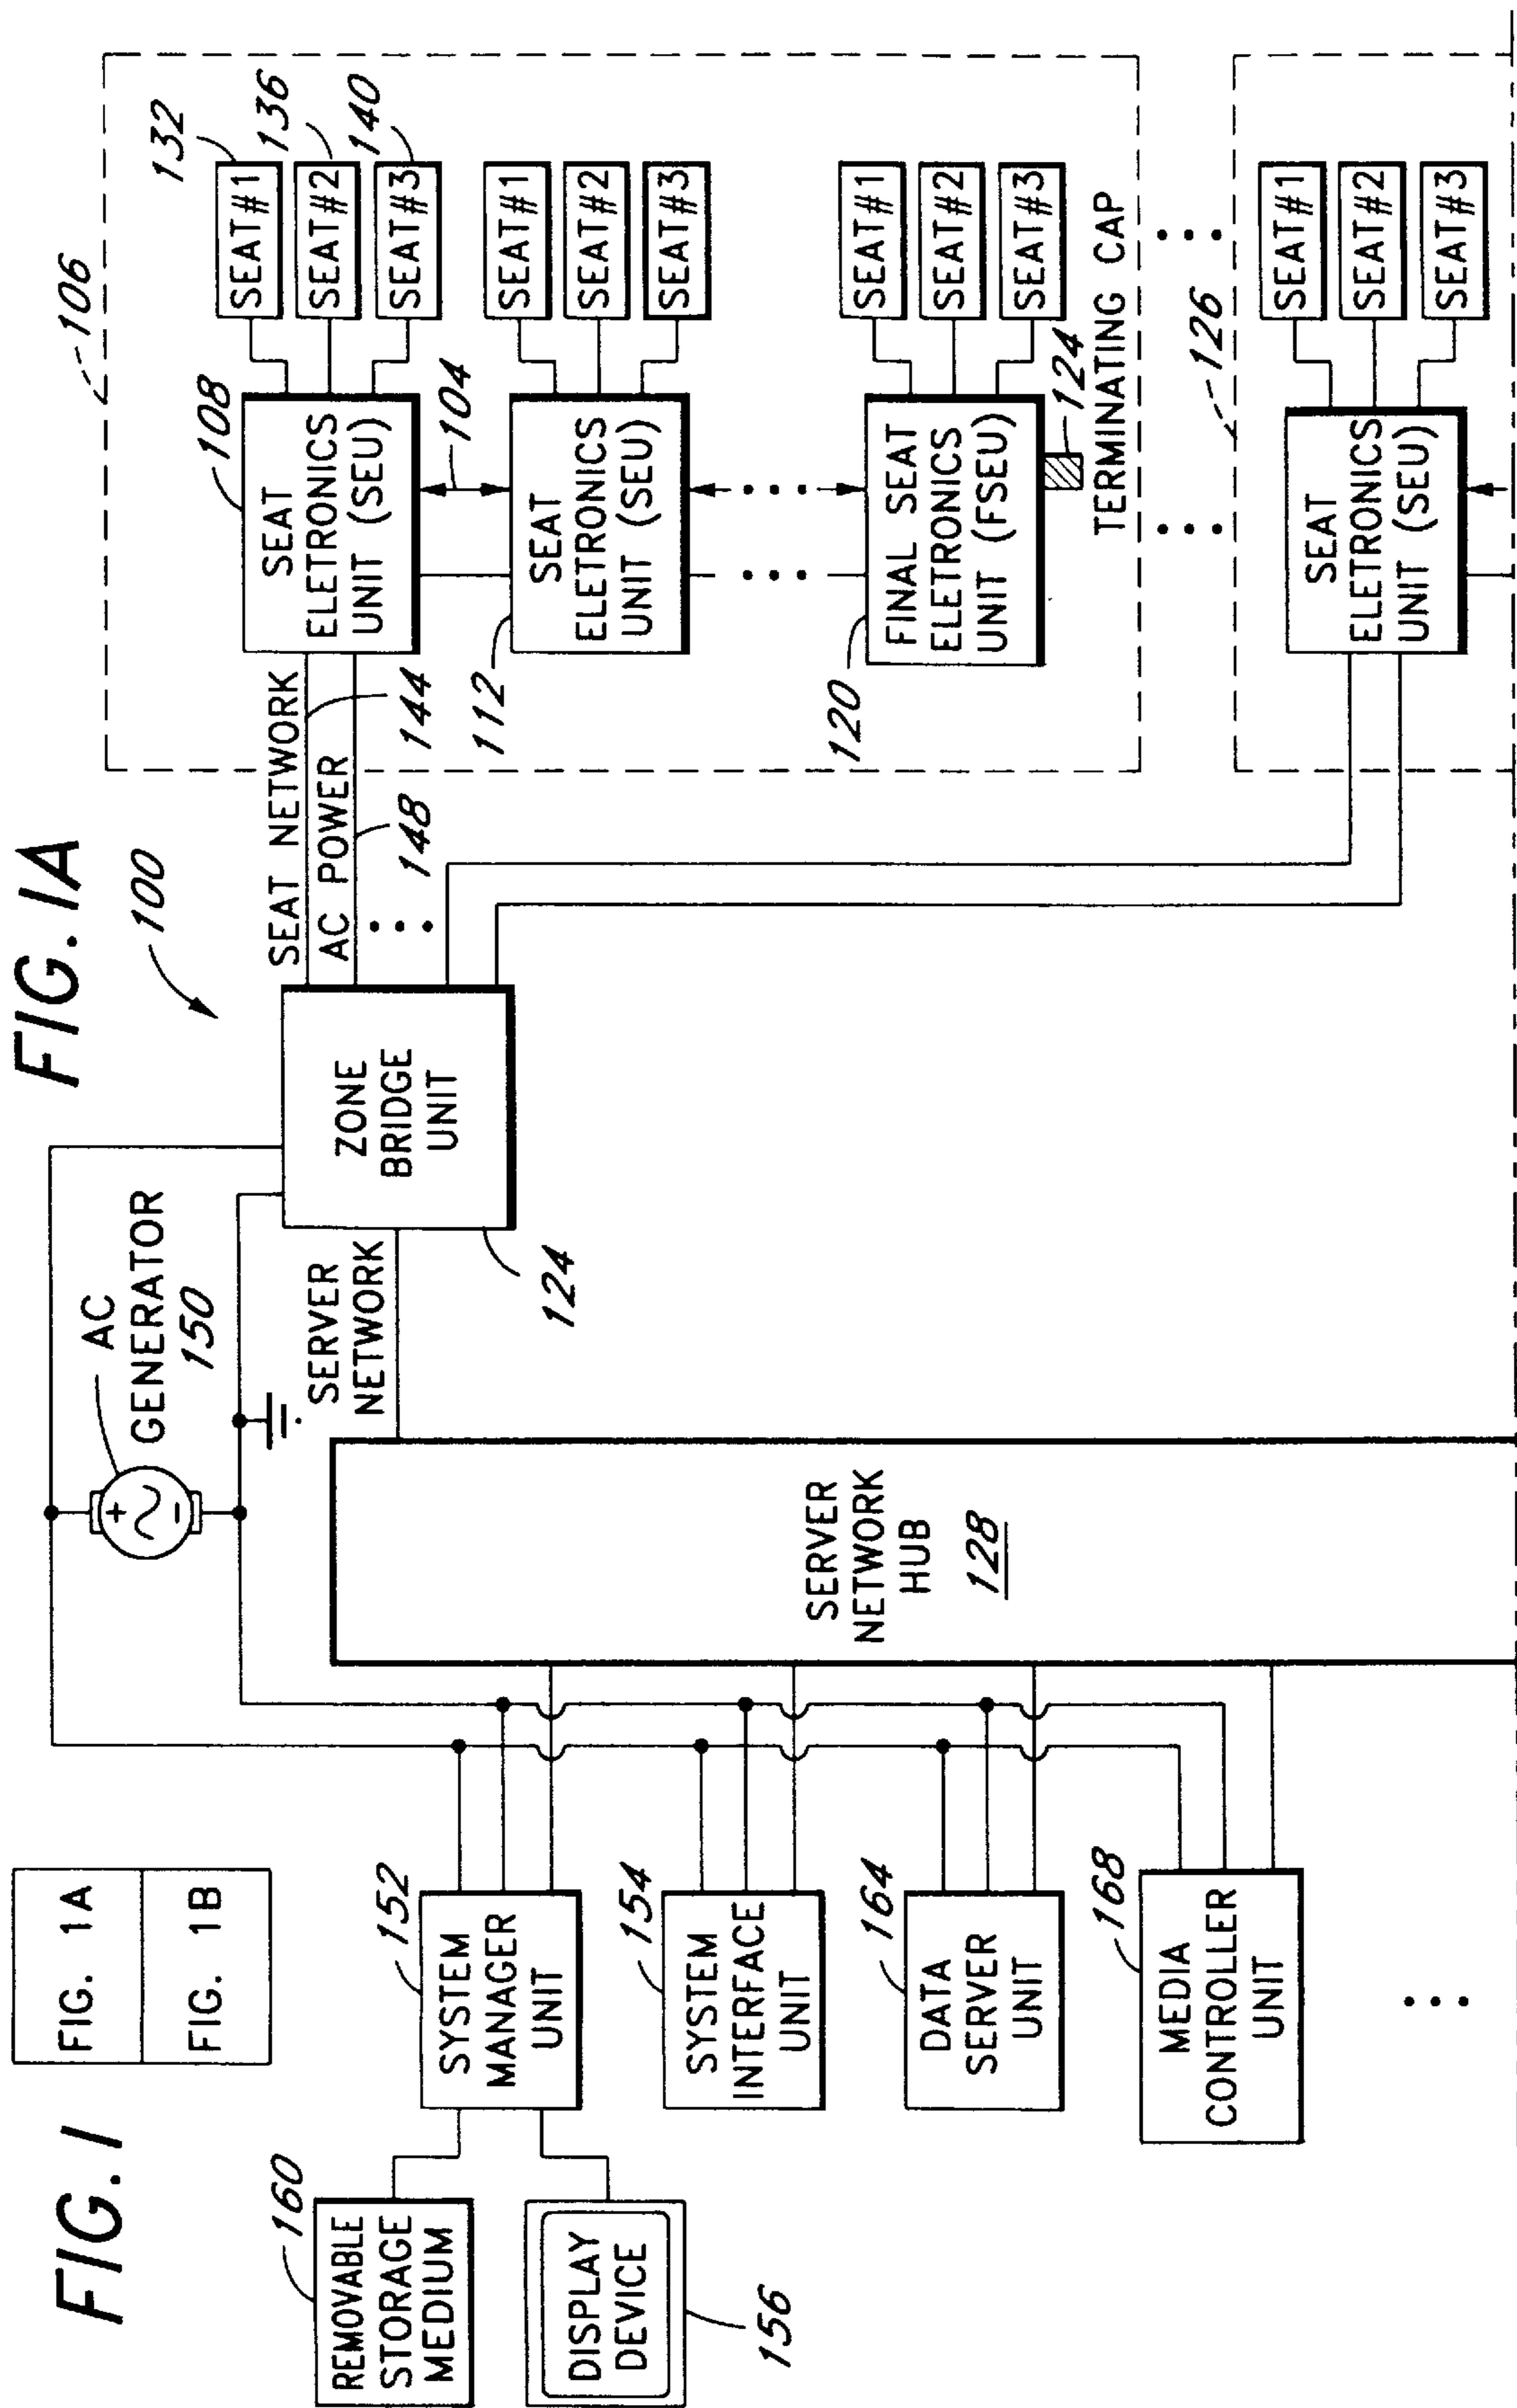 FIG. 1
FIG. 1A
FIG. 1B
FIG. 1A
100
REMOVABLE
STORAGE
MEDIUM
160
DISPLAY
DEVICE
156
SYSTEM
MANAGER
UNIT
152
SYSTEM
INTERFACE
UNIT
154
DATA
SERVER
UNIT
164
MEDIA
CONTROLLER
UNIT
168
AC
GENERATOR
150
+
−
SERVER
NETWORK
HUB
128
SERVER
NETWORK
ZONE
BRIDGE
UNIT
124
SEAT NETWORK
144
AC POWER
148
106
SEAT
ELETRONICS
UNIT (SEU)
108
SEAT#1
132
SEAT#2
136
SEAT#3
140
104
SEAT
ELETRONICS
UNIT (SEU)
112
SEAT#1
SEAT#2
SEAT#3
FINAL SEAT
ELETRONICS
UNIT (FSEU)
120
SEAT#1
SEAT#2
SEAT#3
124
TERMINATING CAP
126
SEAT
ELETRONICS
UNIT (SEU)
SEAT#1
SEAT#2
SEAT#3